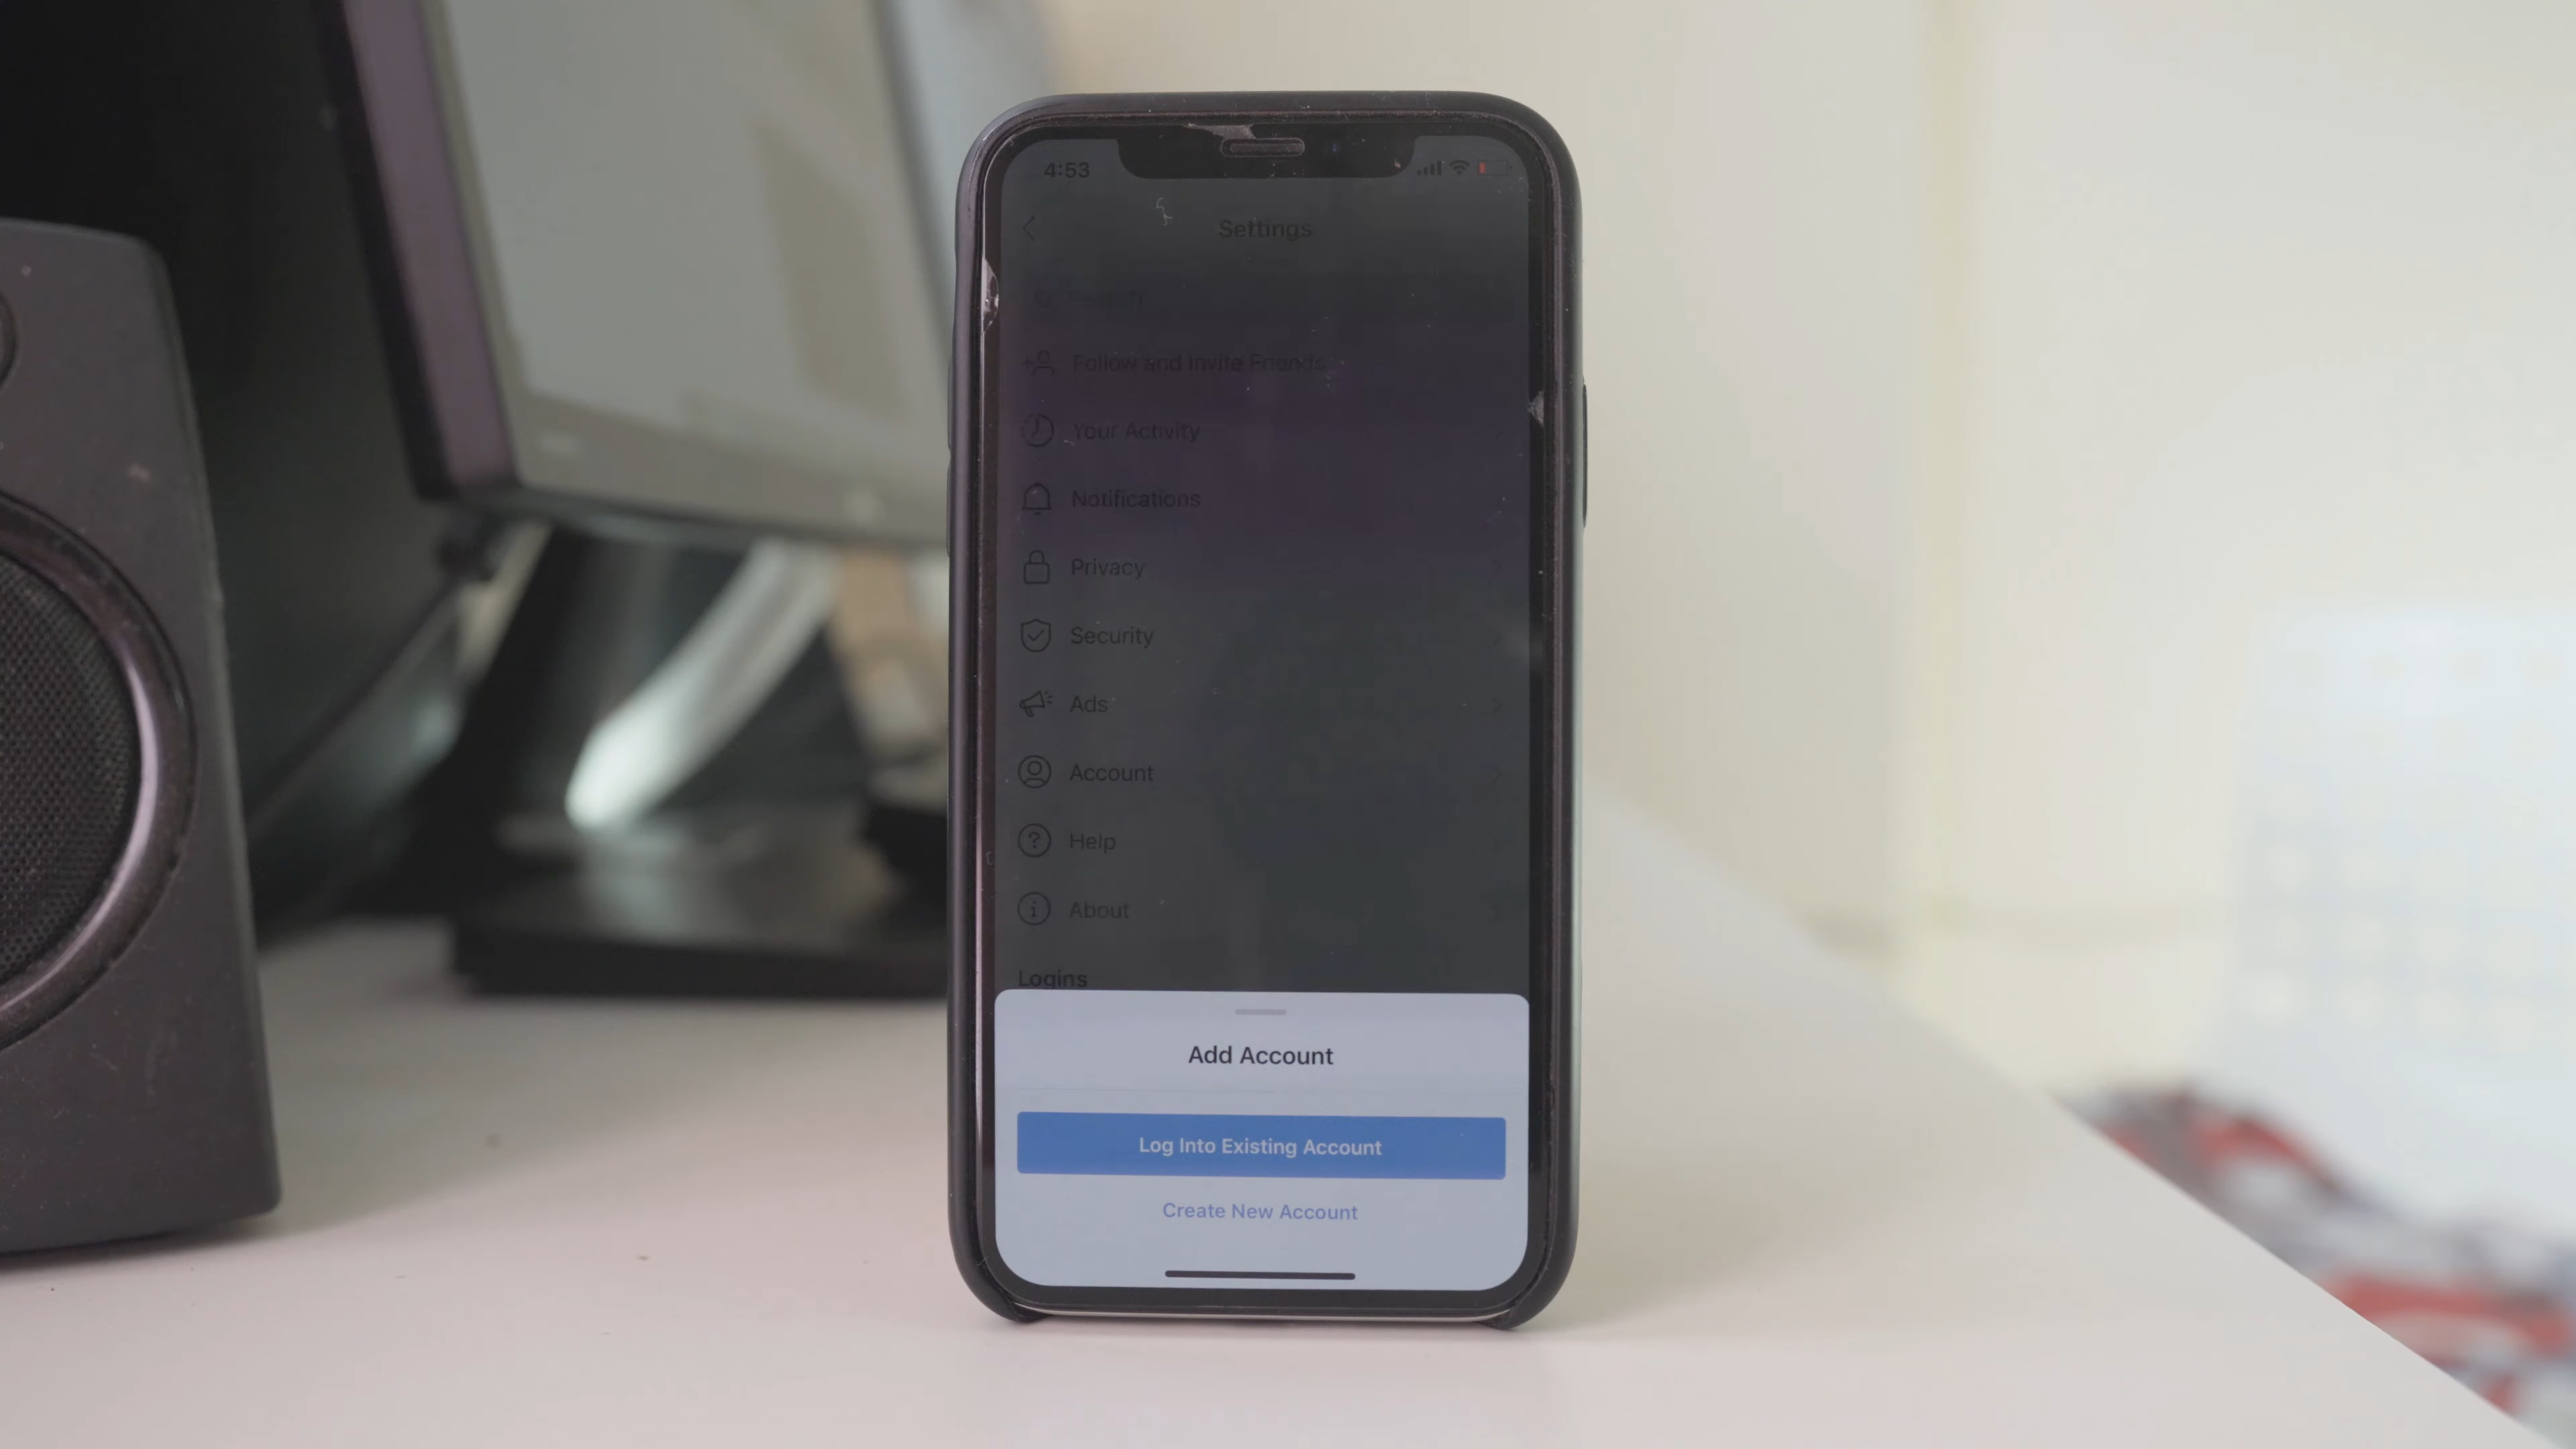 4:53
Settings
Search
Follow and Invite Friends
Your Activity
Notifications
Privacy
Security
Ads
Account
Help
About
Logins
Add Account
Log Into Existing Account
Create New Account